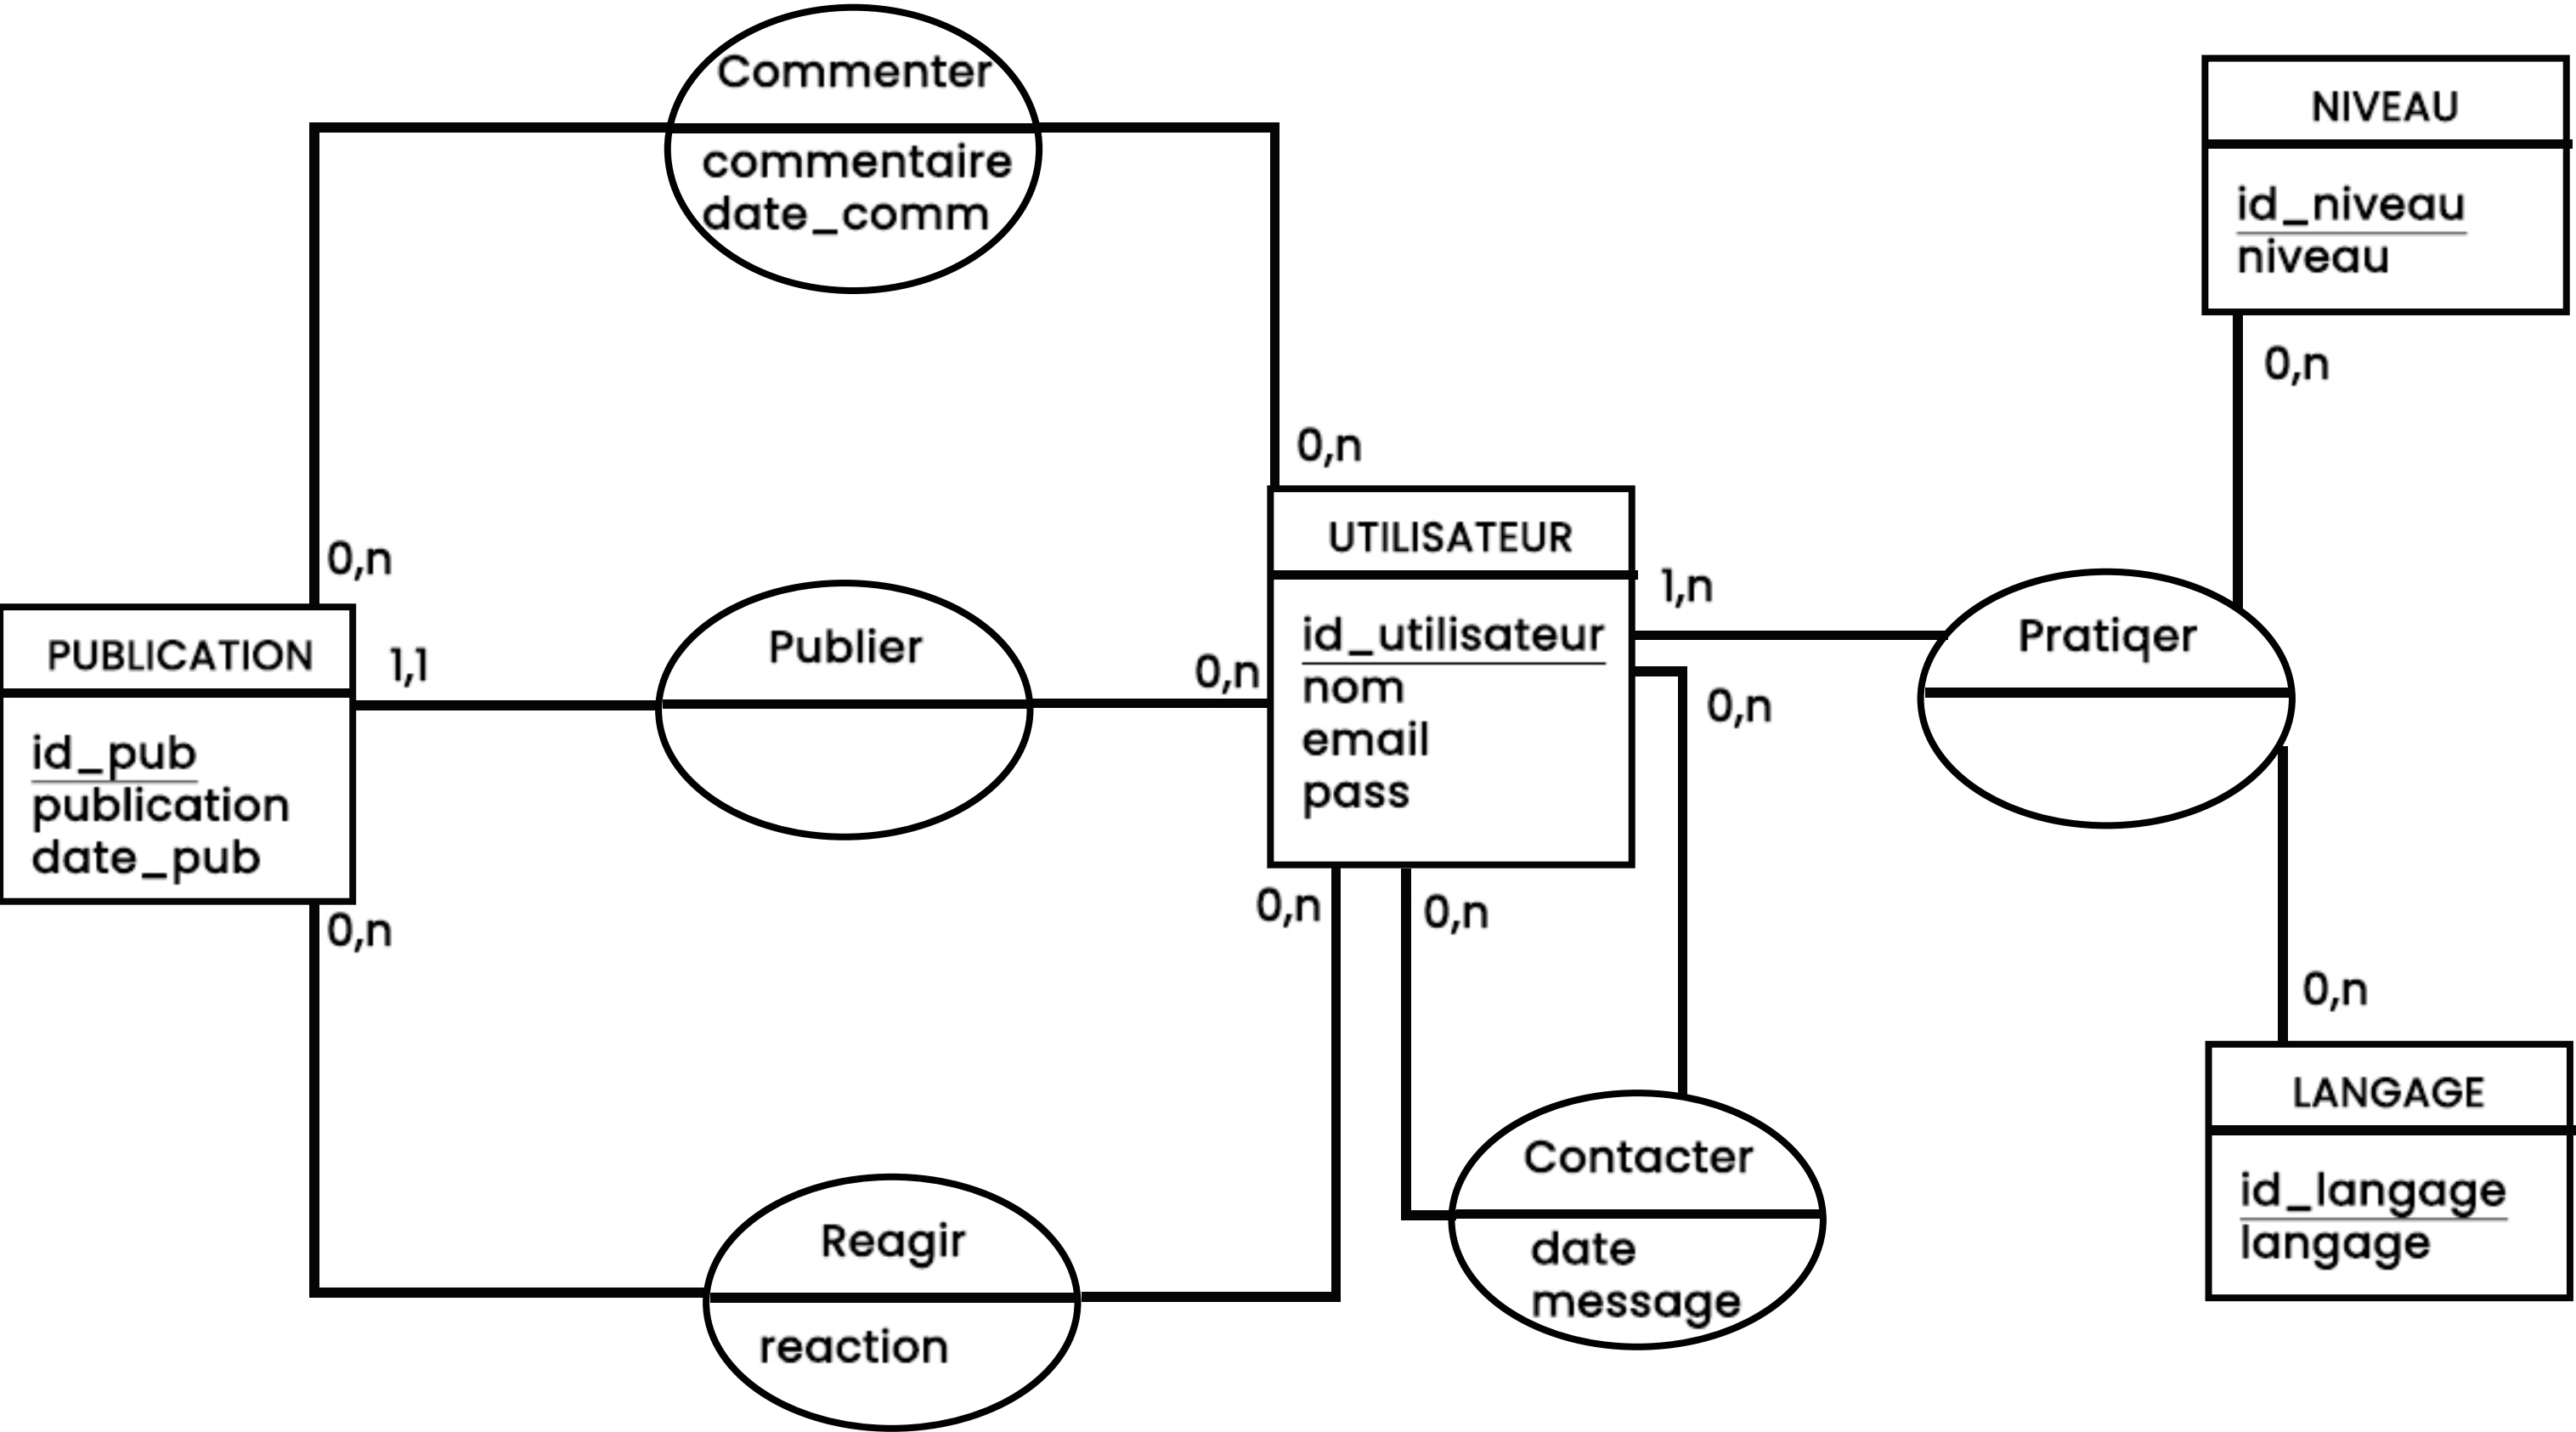 Commenter
commentaire
date_comm
NIVEAU
id_niveau
niveau
0,n
0,n
0,n
PUBLICATION
id_pub
publication
date_pub
1,1
Publier
0,n
UTILISATEUR
id_utilisateur
nom
email
pass
1,n
0,n
Pratiqer
0,n
0,n
0,n
0,n
LANGAGE
id_langage
langage
Contacter
date
message
Reagir
reaction